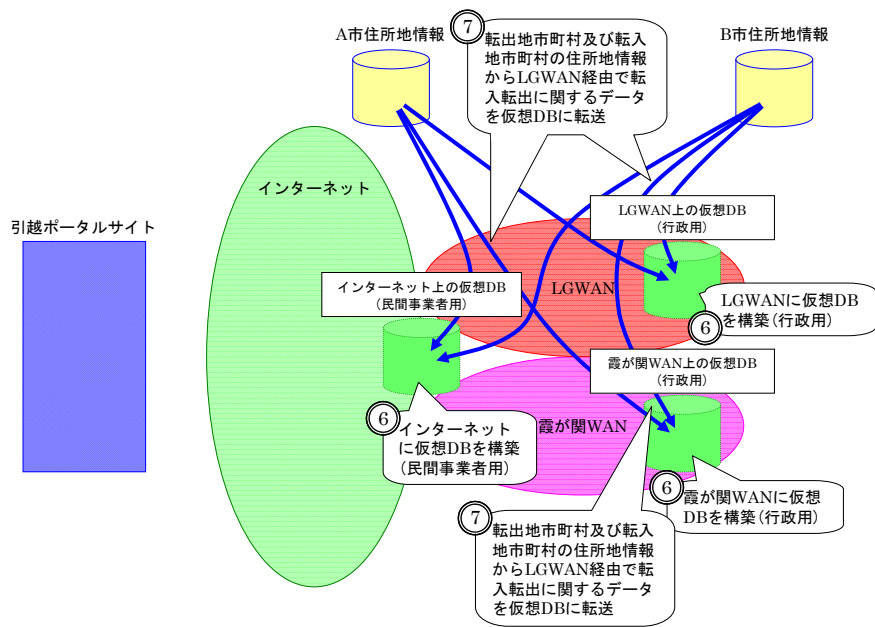 A市住所地情報
⑦
転出地市町村及び転入
地市町村の住所地情報
からLGWAN経由で転
入転出に関するデータ
を仮想DBに転送
B市住所地情報
インターネット
引越ポータルサイト
LGWAN上の仮想DB
(行政用)
インターネット上の仮想DB
(民間事業者用)
LGWAN
LGWANに仮想DB
を構築(行政用)
⑥
霞が関WAN上の仮想DB
(行政用)
⑥
インターネット
に仮想DBを構築
(民間事業者用)
霞が関WAN
⑥
霞が関WANに仮想
DBを構築(行政用)
⑦
転出地市町村及び転入
地市町村の住所地情報
からLGWAN経由で転
入転出に関するデータ
を仮想DBに転送